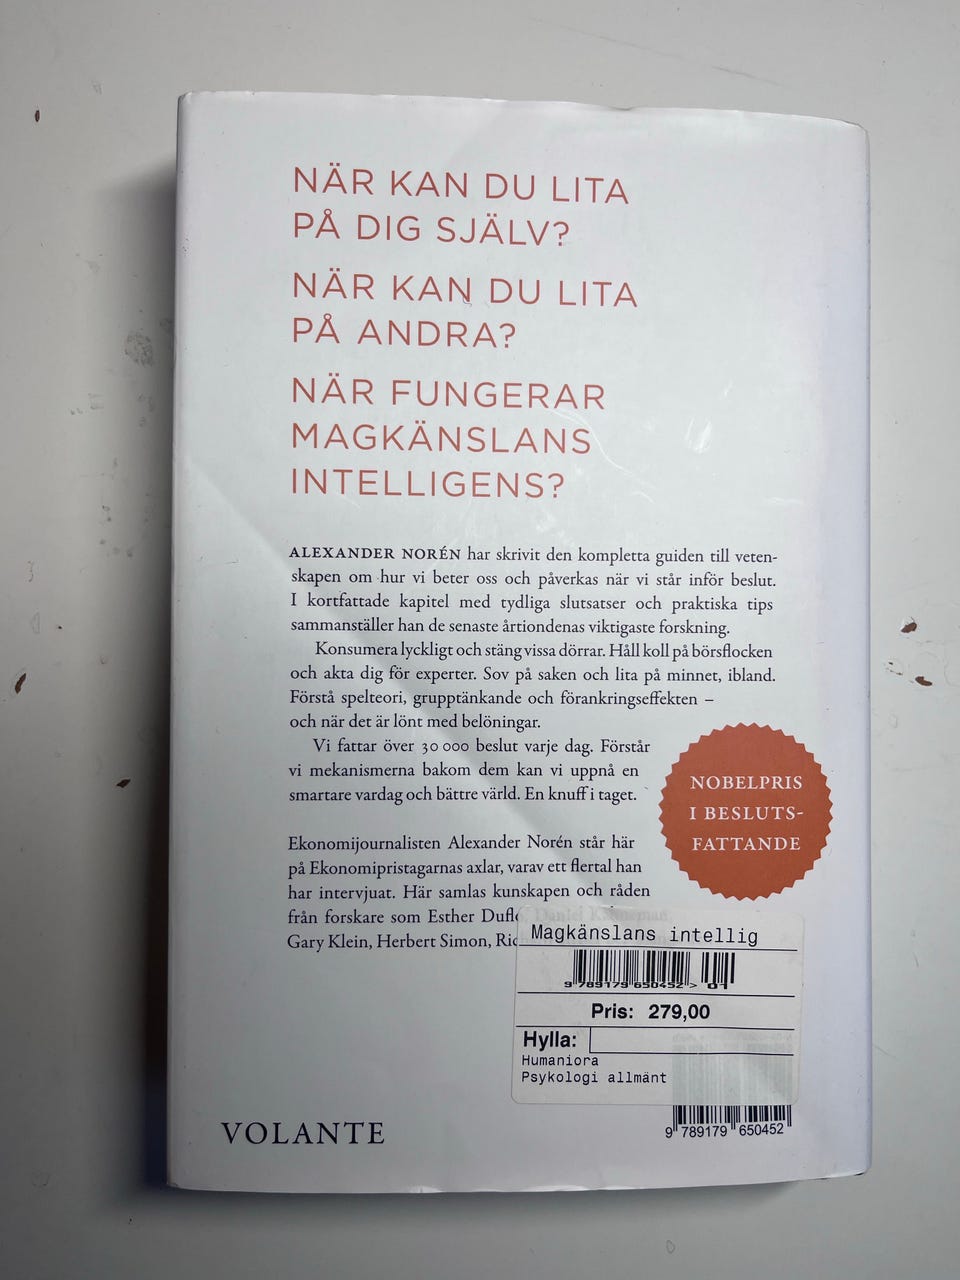 NÄR KAN DU LITA
PÅ DIG SJÄLV?
NÄR KAN DU LITA
PÅ ANDRA?
NÄR FUNGERAR
MAGKÄNSLANS
INTELLIGENS?
ALEXANDER NORÉN har skrivit den kompletta guiden till veten-
skapen om hur vi beter oss och påverkas när vi står inför beslut.
I kortfattade kapitel med tydliga slutsatser och praktiska tips
sammanställer han de senaste årtiondenas viktigaste forskning.
Konsumera lyckligt och stäng vissa dörrar. Håll koll på börsflocken
och akta dig för experter. Sov på saken och lita på minnet, ibland.
Förstå spelteori, grupptänkande och förankringseffekten –
och när det är lönt med belöningar.
Vi fattar över 30 000 beslut varje dag. Förstår
vi mekanismerna bakom dem kan vi uppnå en
smartare vardag och bättre värld. En knuff i taget.
NOBELPRIS
I BESLUTS-
FATTANDE
Ekonomijournalisten Alexander Norén står här
på Ekonomipristagarnas axlar, varav ett flertal han
har intervjuat. Här samlas kunskapen och råden
från forskare som Esther Duflo, Daniel Kahneman,
Gary Klein, Herbert Simon,
Magkänslans intellig
9 789179 650452 > 01
Pris: 279,00
Hylla:
Humaniora
Psykologi allmänt
VOLANTE
9 789179 650452